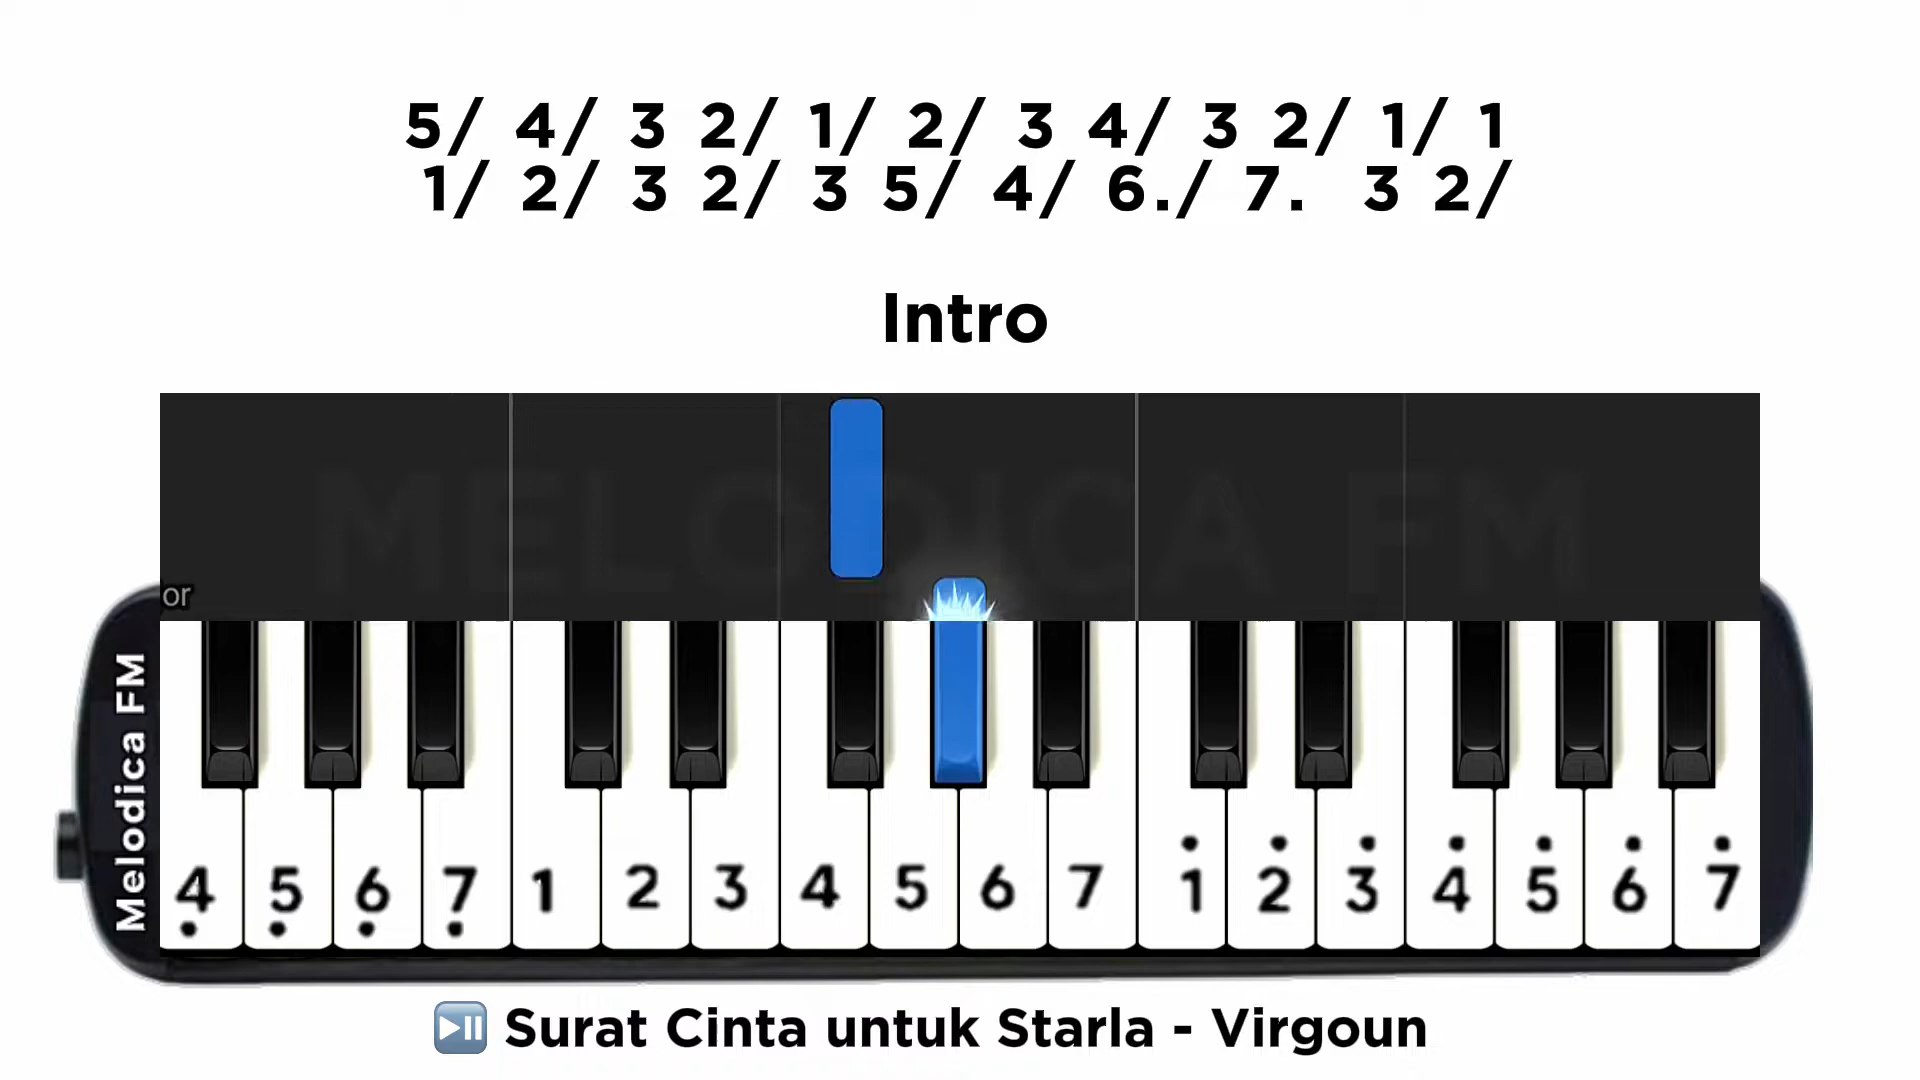 5/ 4/ 3 2/ 1/ 2/ 3 4/ 3 2/ 1/ 1
1/ 2/ 3 2/ 3 5/ 4/ 6./ 7. 3 2/
Intro
MELODICA FM
or
Melodica FM
4 5 6 7 1 2 3 4 5 6 7 1 2 3 4 5 6 7
Surat Cinta untuk Starla - Virgoun